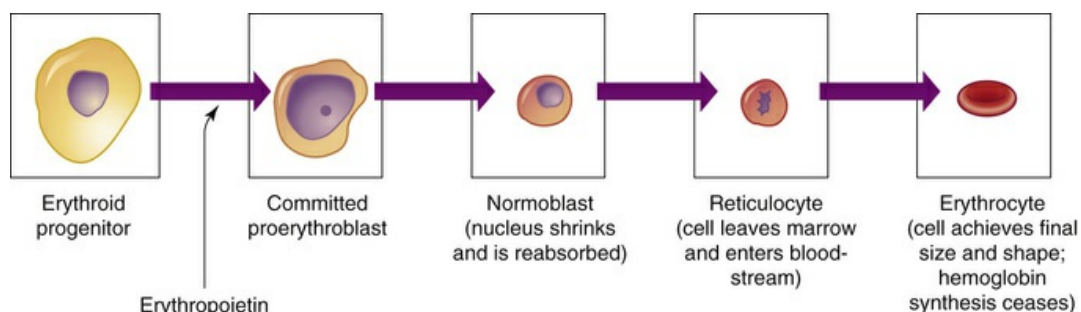 Erythroid
progenitor
Committed
proerythroblast
Normoblast
(nucleus shrinks
and is reabsorbed)
Reticulocyte
(cell leaves marrow
and enters blood-
stream)
Erythrocyte
(cell achieves final
size and shape;
hemoglobin
synthesis ceases)
Erythropoietin